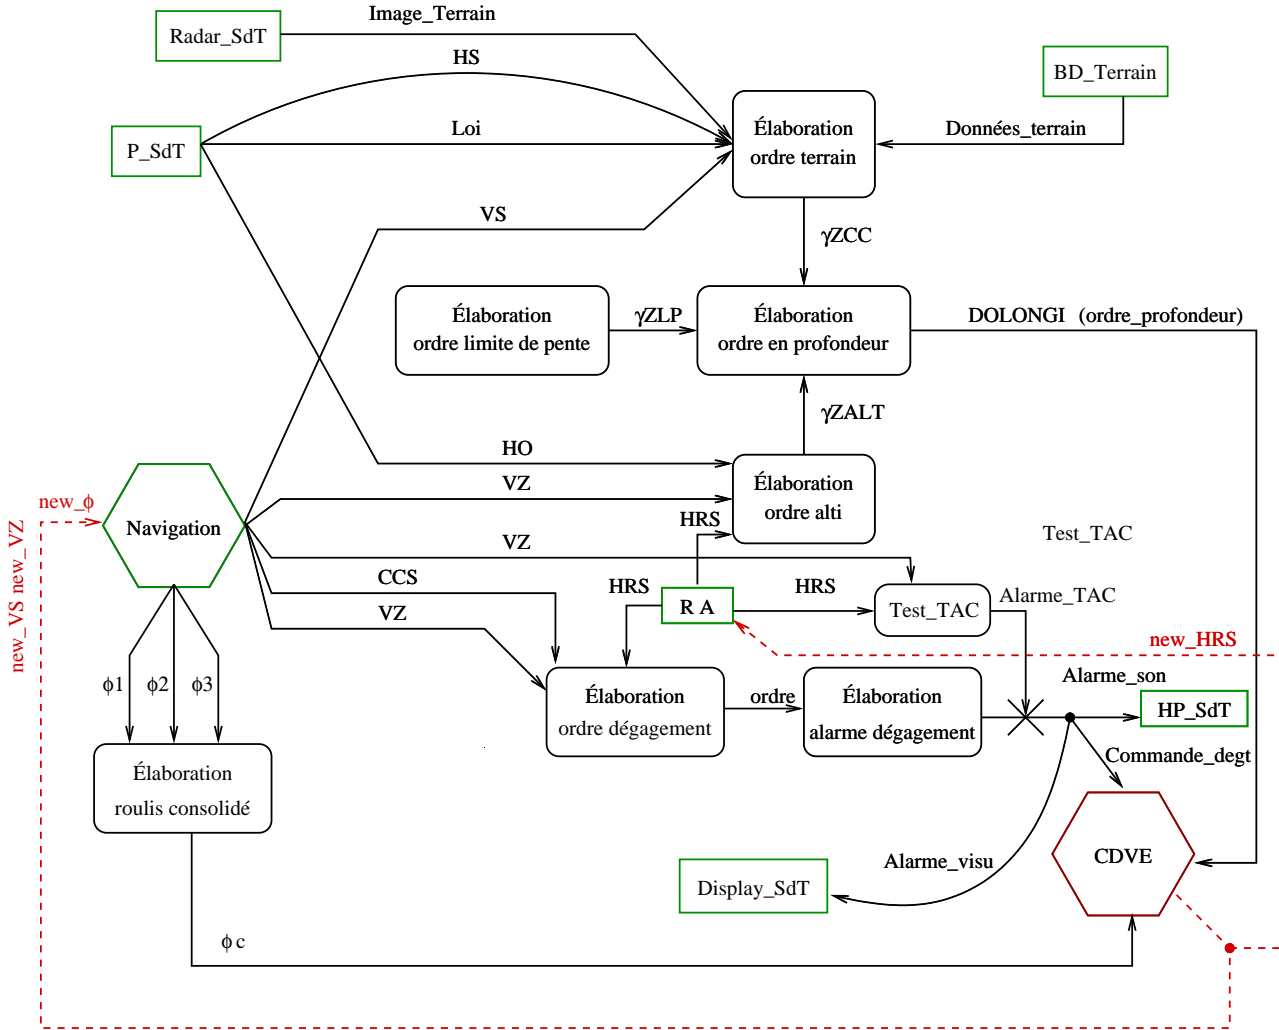 Image_Terrain
Radar_SdT
HS
BD_Terrain
Élaboration
ordre terrain
Loi
Données_terrain
P_SdT
VS
γZCC
Élaboration
ordre limite de pente
γZLP
Élaboration
ordre en profondeur
DOLONGI (ordre_profondeur)
γZALT
HO
VZ
Élaboration
ordre alti
new_ϕ
Navigation
HRS
VZ
Test_TAC
new_VS new_VZ
CCS
HRS
R A
HRS
Alarme_TAC
VZ
Test_TAC
new_HRS
ϕ1
ϕ2
ϕ3
Élaboration
ordre dégagement
ordre
Élaboration
alarme dégagement
Alarme_son
HP_SdT
Commande_degt
Élaboration
roulis consolidé
CDVE
Alarme_visu
Display_SdT
ϕ c